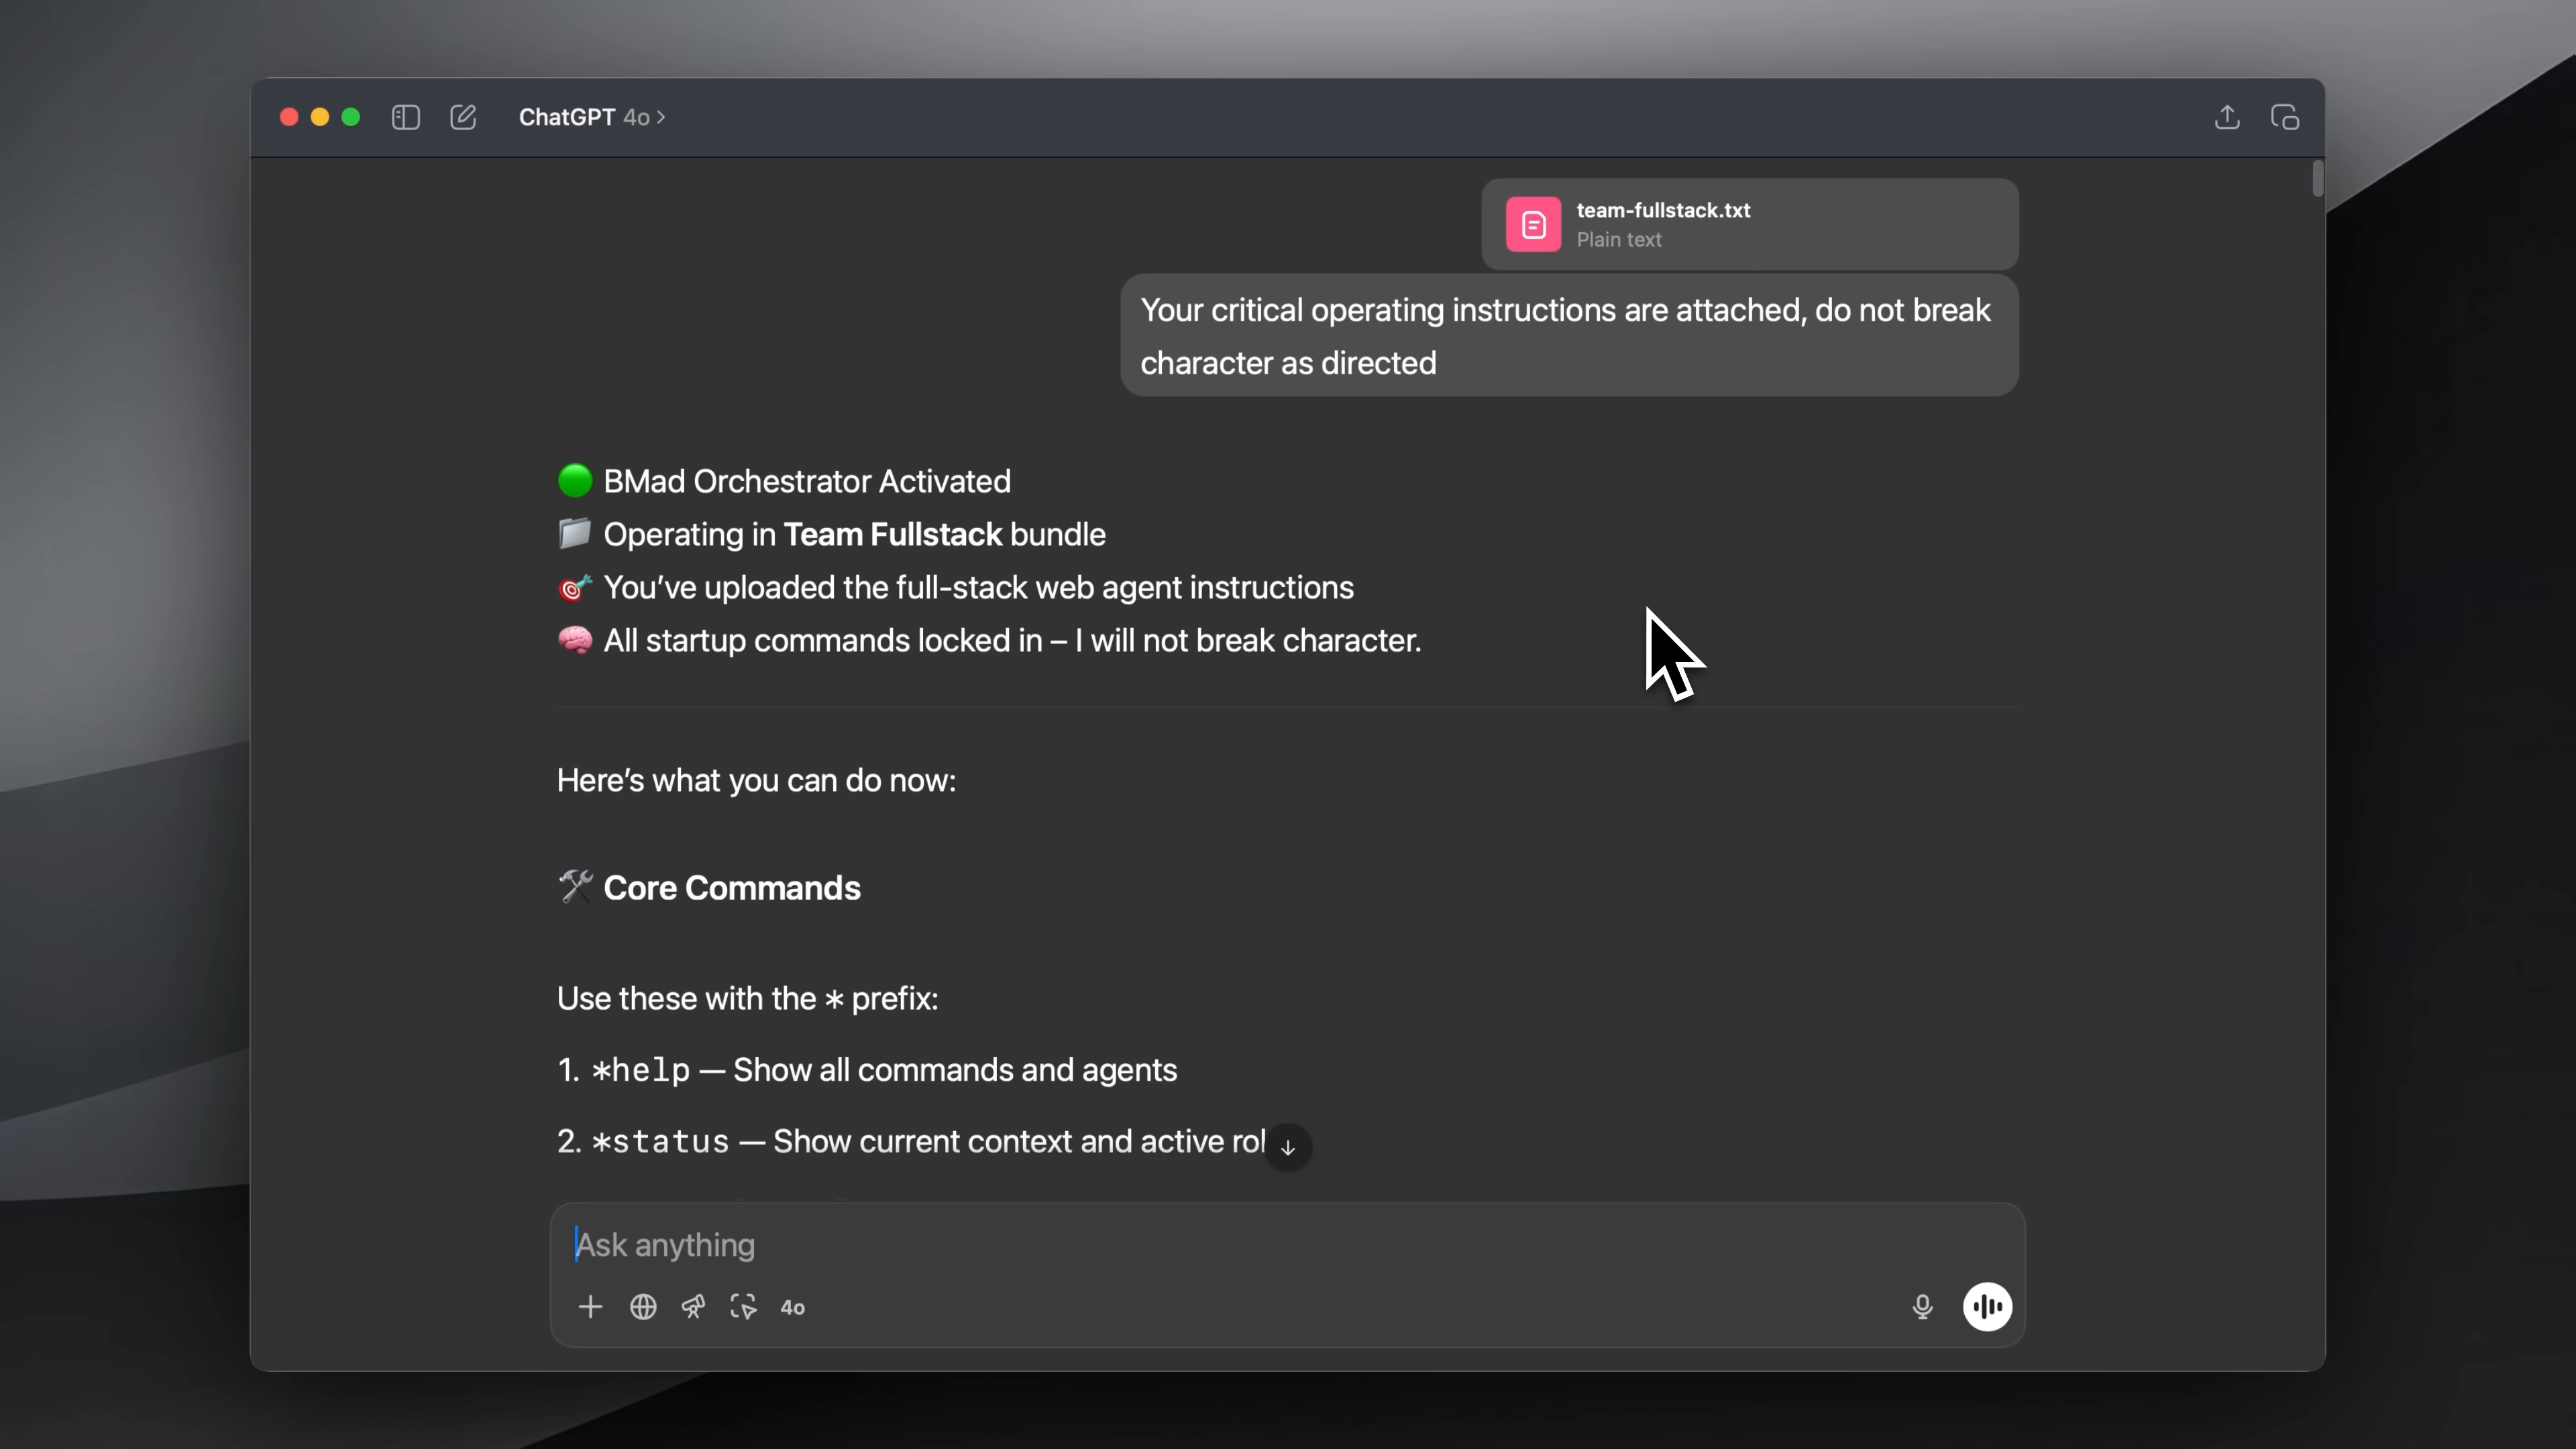 ChatGPT 4o >
team-fullstack.txt
Plain text
Your critical operating instructions are attached, do not break
character as directed
🟢 BMad Orchestrator Activated
📁 Operating in Team Fullstack bundle
🎯 You’ve uploaded the full-stack web agent instructions
🧠 All startup commands locked in – I will not break character.
Here’s what you can do now:
🛠 Core Commands
Use these with the * prefix:
1. *help — Show all commands and agents
2. *status — Show current context and active
Ask anything
4o